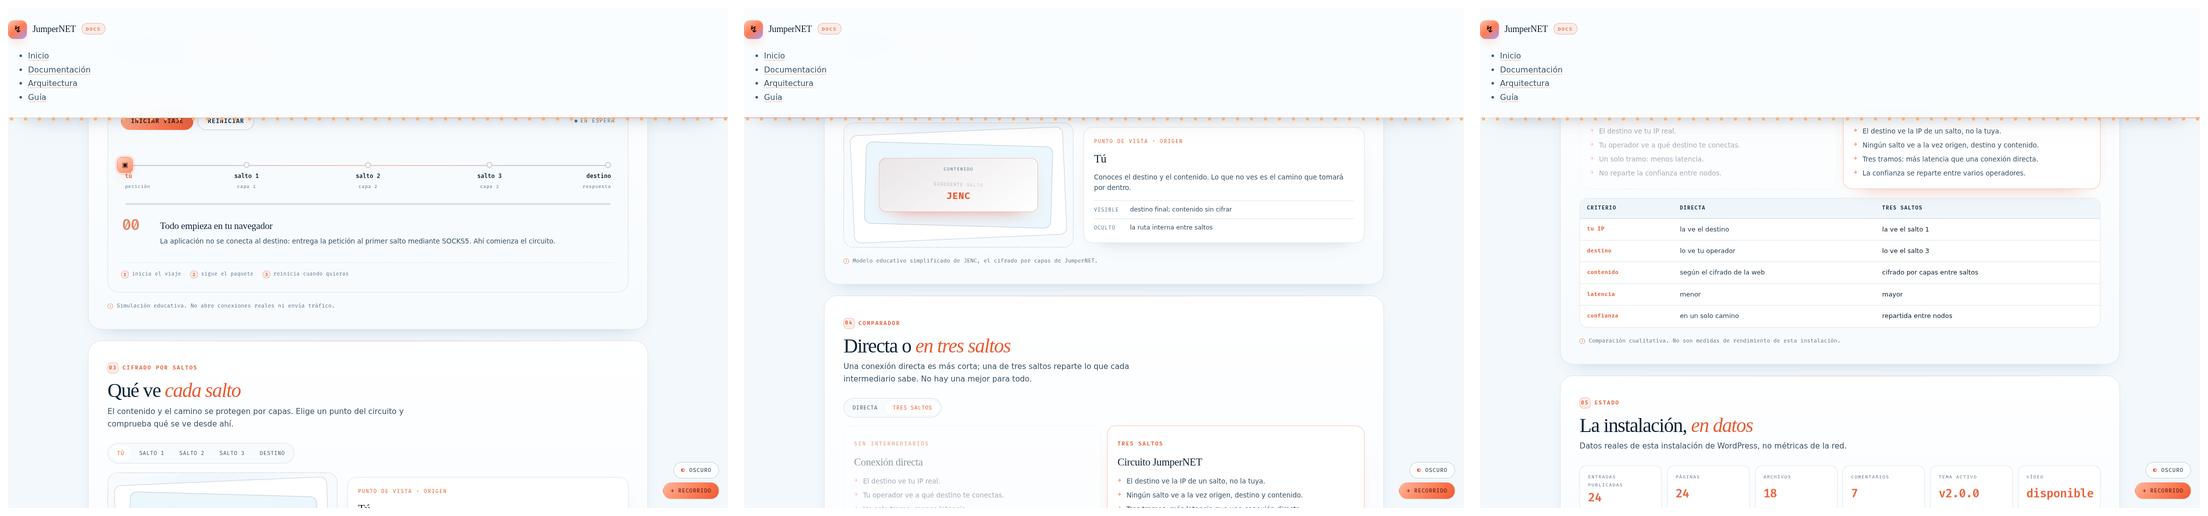 JumperNET DOCS
Inicio
Documentación
Arquitectura
Guía
INICIAR VIAJE REINICIAR
EN ESPERA
tú salto 1 salto 2 salto 3 destino
petición capa 1 capa 2 capa 3 respuesta
00 Todo empieza en tu navegador
La aplicación no se conecta al destino: entrega la petición al primer salto mediante SOCKS5. Ahí comienza el circuito.
1 inicia el viaje 2 sigue el paquete 3 reinicia cuando quieras
Simulación educativa. No abre conexiones reales ni envía tráfico.
03 CIFRADO POR SALTOS
Qué ve cada salto
El contenido y el camino se protegen por capas. Elige un punto del circuito y
comprueba qué se ve desde ahí.
TÚ SALTO 1 SALTO 2 SALTO 3 DESTINO
PUNTO DE VISTA · ORIGEN
Tú
OSCURO
RECORRIDO
JumperNET DOCS
Inicio
Documentación
Arquitectura
Guía
CONTENIDO
JENC
PUNTO DE VISTA · ORIGEN
Tú
Conoces el destino y el contenido. Lo que no ves es el camino que tomará
por dentro.
VISIBLE destino final; contenido sin cifrar
OCULTO la ruta interna entre saltos
Modelo educativo simplificado de JENC, el cifrado por capas de JumperNET.
04 COMPARADOR
Directa o en tres saltos
Una conexión directa es más corta; una de tres saltos reparte lo que cada
intermediario sabe. No hay una mejor para todo.
DIRECTA TRES SALTOS
SIN INTERMEDIARIOS
Conexión directa
El destino ve tu IP real.
Tu operador ve a qué destino te conectas.
TRES SALTOS
Circuito JumperNET
El destino ve la IP de un salto, no la tuya.
Ningún salto ve a la vez origen, destino y contenido.
OSCURO
RECORRIDO
JumperNET DOCS
Inicio
Documentación
Arquitectura
Guía
El destino ve tu IP real.
Tu operador ve a qué destino te conectas.
Un solo tramo: menos latencia.
No reparte la confianza entre nodos.
El destino ve la IP de un salto, no la tuya.
Ningún salto ve a la vez origen, destino y contenido.
Tres tramos: más latencia que una conexión directa.
La confianza se reparte entre varios operadores.
CRITERIO DIRECTA TRES SALTOS
tu IP la ve el destino la ve el salto 1
destino lo ve tu operador lo ve el salto 3
contenido según el cifrado de la web cifrado por capas entre saltos
latencia menor mayor
confianza en un solo camino repartida entre nodos
Comparación cualitativa. No son medidas de rendimiento de esta instalación.
05 ESTADO
La instalación, en datos
Datos reales de esta instalación de WordPress, no métricas de la red.
ENTRADAS PUBLICADAS
24
PÁGINAS
24
ARCHIVOS
18
COMENTARIOS
7
TEMA ACTIVO
v2.0.0
VÍDEO
disponible
OSCURO
RECORRIDO